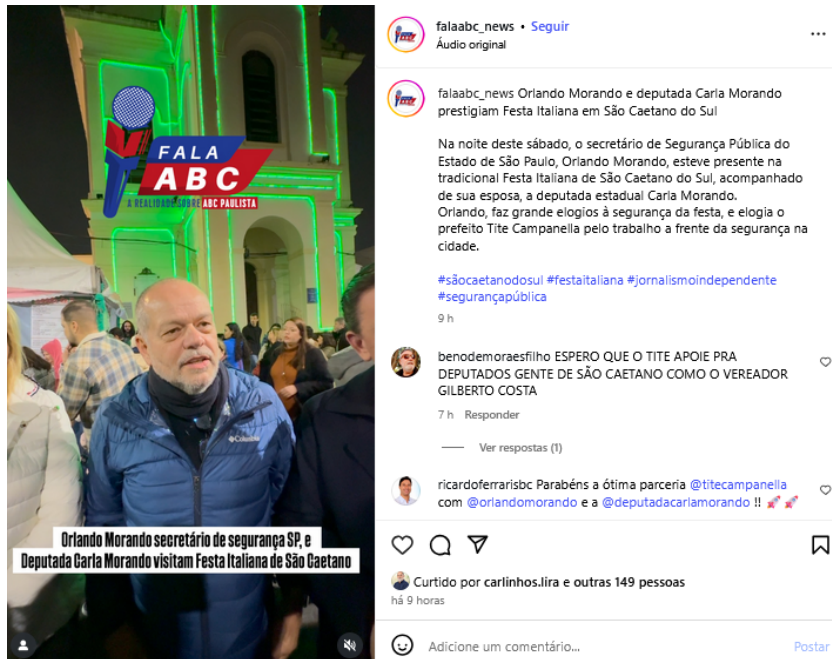 FALA
ABC
A REALIDADE SOBRE ABC PAULISTA
Columbia
Orlando Morando secretário de segurança SP, e
Deputada Carla Morando visitam Festa Italiana de São Caetano
falaabc_news • Seguir
Áudio original
falaabc_news Orlando Morando e deputada Carla Morando
prestigiam Festa Italiana em São Caetano do Sul
Na noite deste sábado, o secretário de Segurança Pública do
Estado de São Paulo, Orlando Morando, esteve presente na
tradicional Festa Italiana de São Caetano do Sul, acompanhado
de sua esposa, a deputada estadual Carla Morando.
Orlando, faz grande elogios à segurança da festa, e elogia o
prefeito Tite Campanella pelo trabalho a frente da segurança na
cidade.
#sãocaetanodosul #festaitaliana #jornalismoindependente
#segurançapública
9 h
benodemoraesfilho ESPERO QUE O TITE APOIE PRA
DEPUTADOS GENTE DE SÃO CAETANO COMO O VEREADOR
GILBERTO COSTA
7 h Responder
Ver respostas (1)
ricardoferrarisbc Parabéns a ótima parceria @titecampanella
com @orlandomorando e a @deputadacarlamorando !! 🚀 🚀
Curtido por carlinhos.lira e outras 149 pessoas
há 9 horas
Adicione um comentário...
Postar